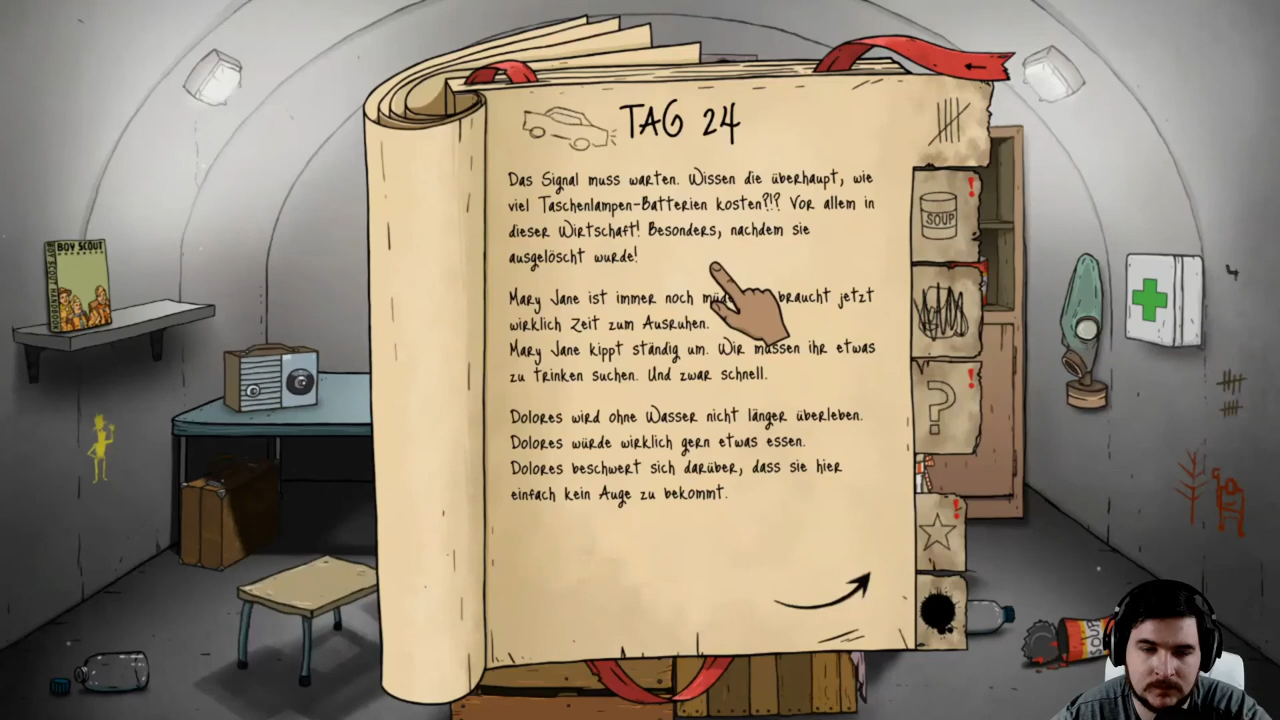 TAG 24
Das Signal muss warten. Wissen die überhaupt, wie
viel Taschenlampen-Batterien kosten?!? Vor allem in
dieser Wirtschaft! Besonders, nachdem sie
ausgelöscht wurde!
Mary Jane ist immer noch braucht jetzt
wirklich Zeit zum Ausruhen.
Mary Jane kippt ständig um. Wir müssen ihr etwas
zu trinken suchen. Und zwar schnell.
Dolores wird ohne Wasser nicht länger überleben.
Dolores würde wirklich gern etwas essen.
Dolores beschwert sich darüber, dass sie hier
einfach kein Auge zu bekommt.
SOUP
?
BOY SCOUT
BOY SCOUT HANDBOOK
SOUP